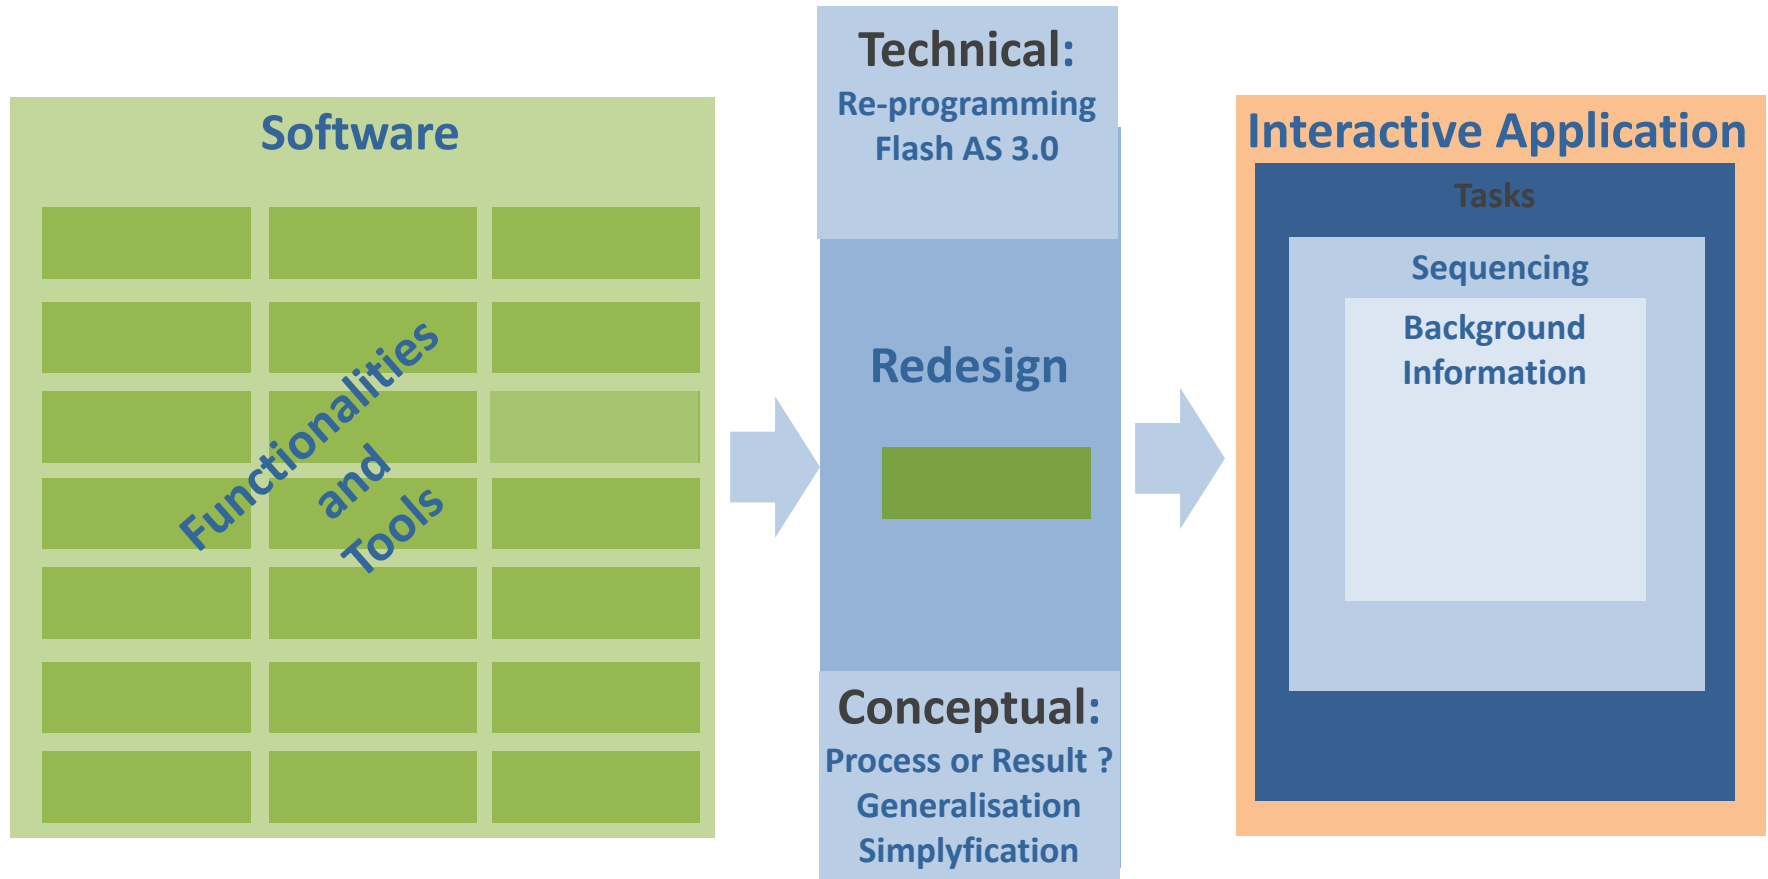 Software
Functionalities
and
Tools
Technical:
Re-programming
Flash AS 3.0
Redesign
Conceptual:
Process or Result ?
Generalisation
Simplyfication
Interactive Application
Tasks
Sequencing
Background
Information